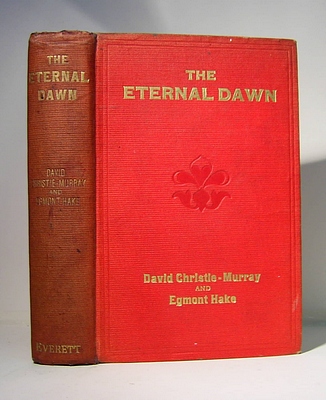 THE
ETERNAL
DAWN
DAVID
CHRISTIE-MURRAY
AND
EGMONT HAKE
EVERETT
THE
ETERNAL DAWN
David Christie-Murray
AND
Egmont Hake